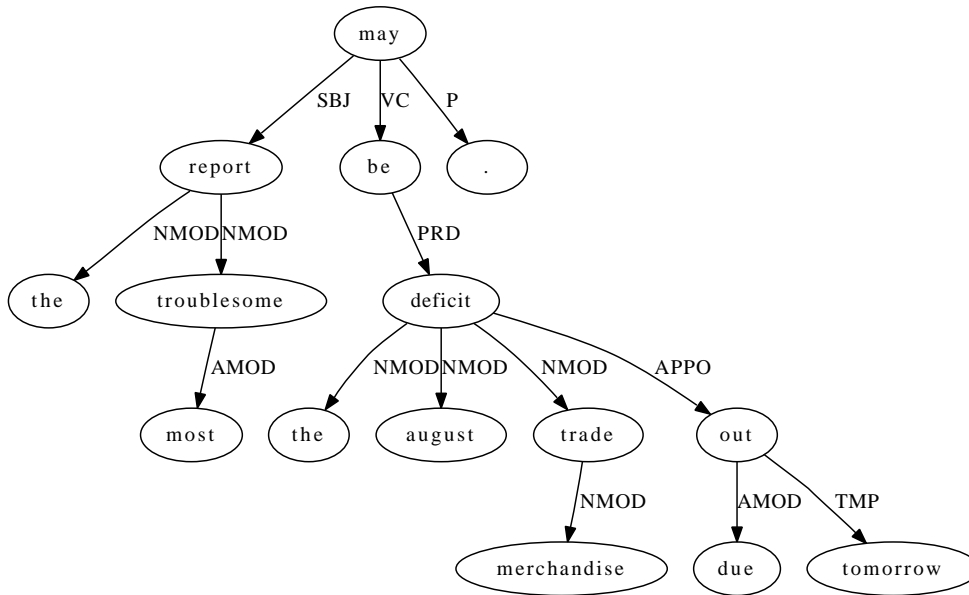 may
SBJ VC P
report be .
NMOD NMOD PRD
the troublesome deficit
AMOD NMOD NMOD NMOD APPO
most the august trade out
NMOD AMOD TMP
merchandise due tomorrow